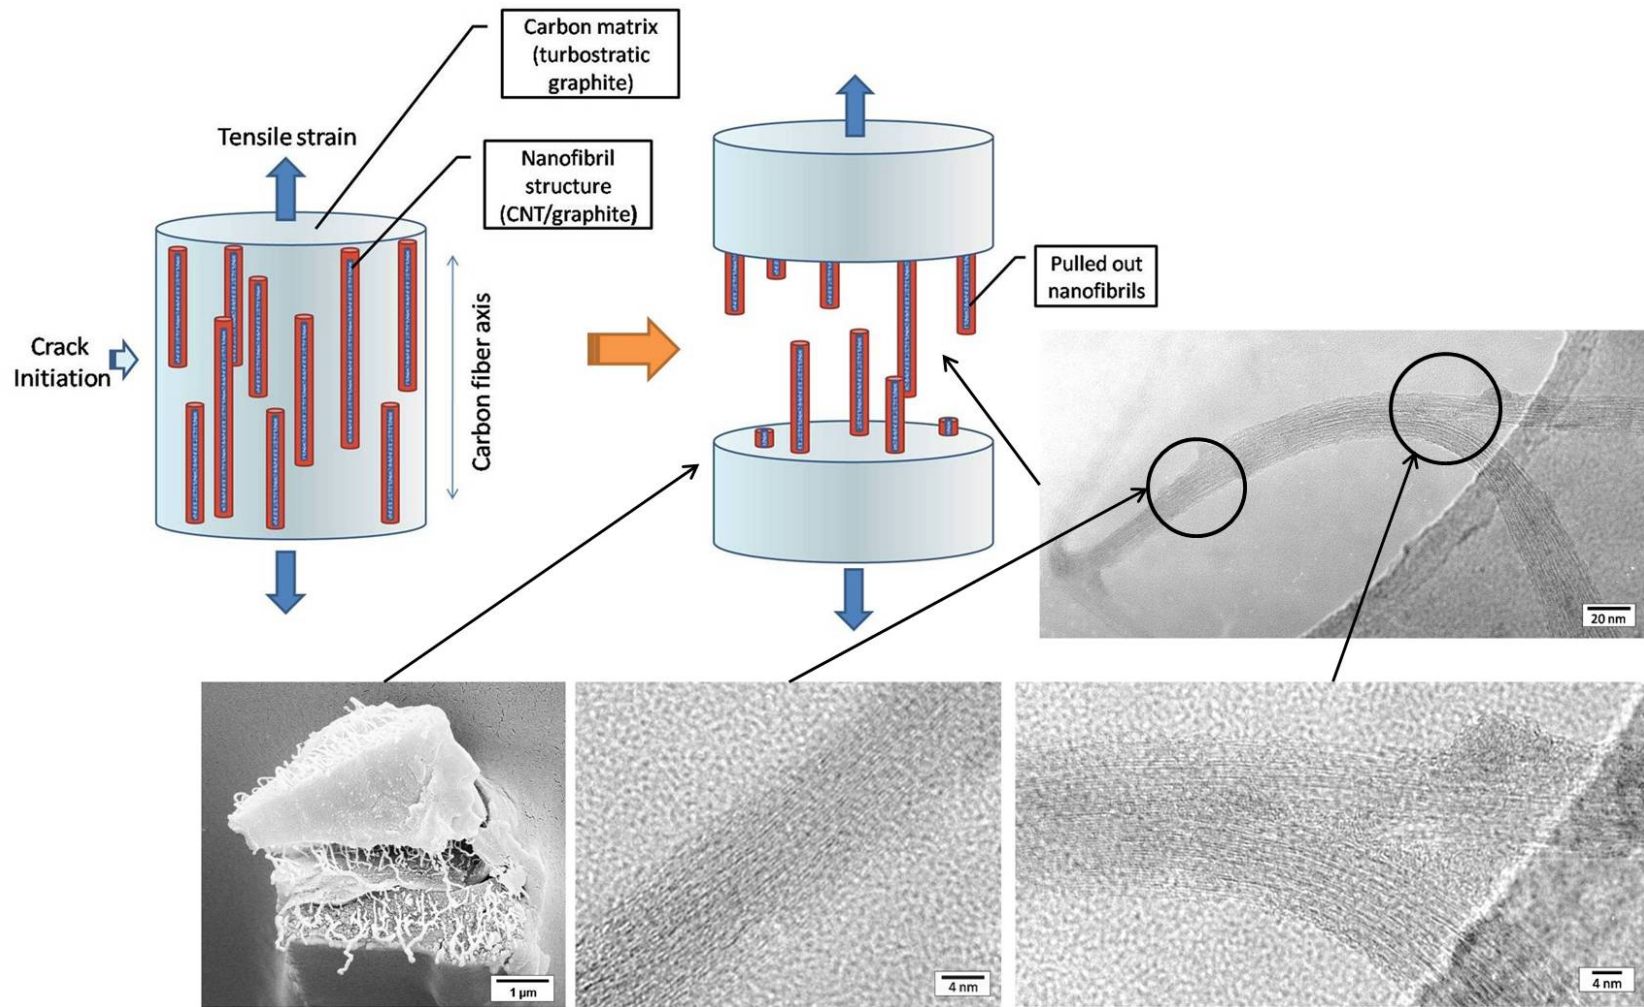 Carbon matrix
(turbostratic
graphite)
Tensile strain
Nanofibril
structure
(CNT/graphite)
Pulled out
nanofibrils
Crack
Initiation
Carbon fiber axis
20 nm
1 µm
4 nm
4 nm